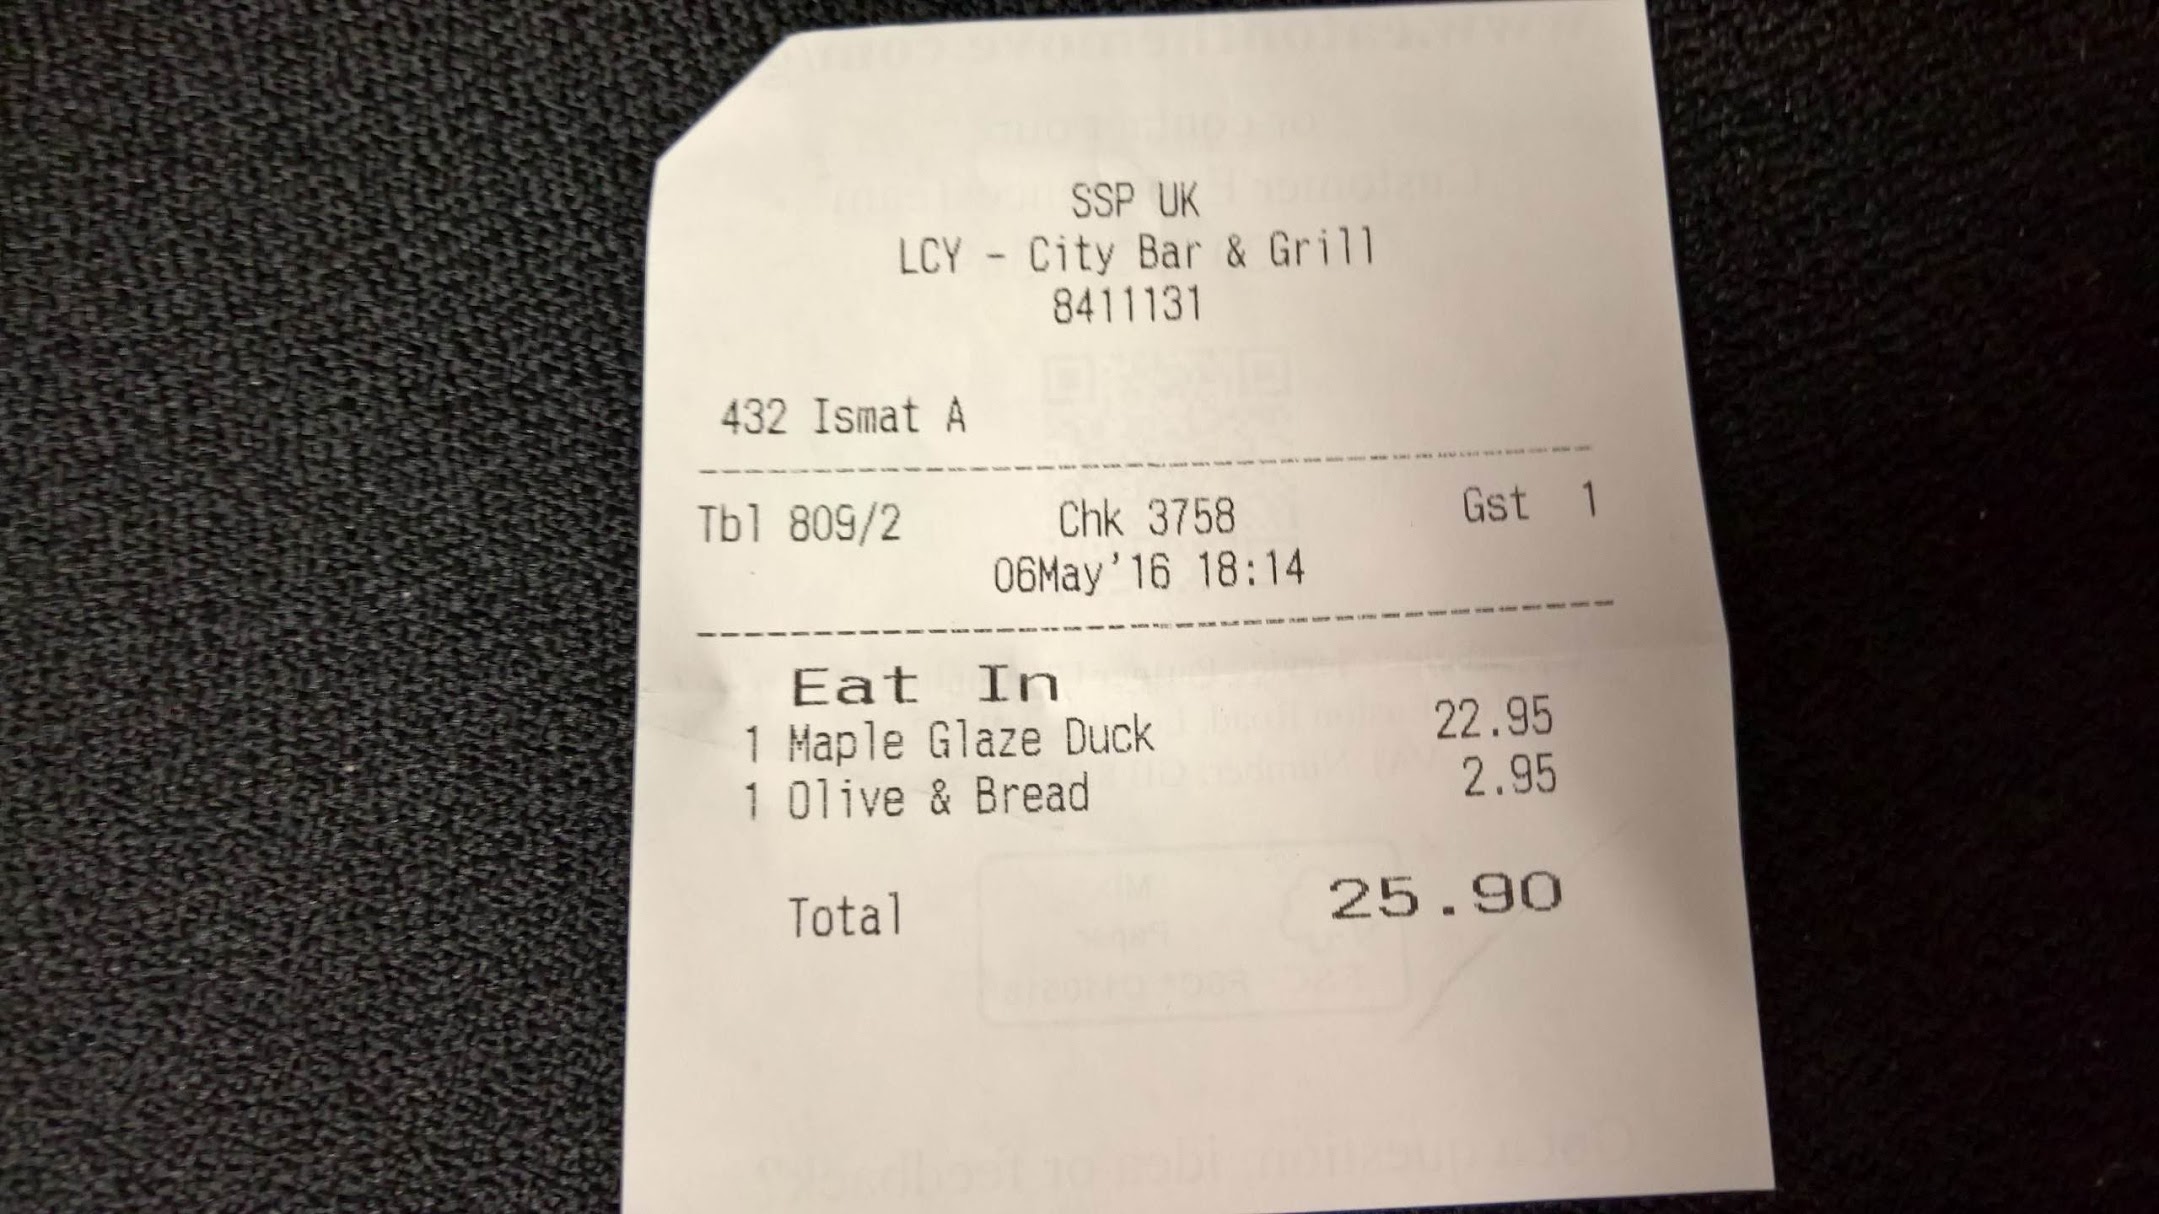 SSP UK
LCY - City Bar & Grill
8411131
432 Ismat A
Tbl 809/2 Chk 3758 Gst 1
06May'16 18:14
Eat In
1 Maple Glaze Duck 22.95
1 Olive & Bread 2.95
Total 25.90